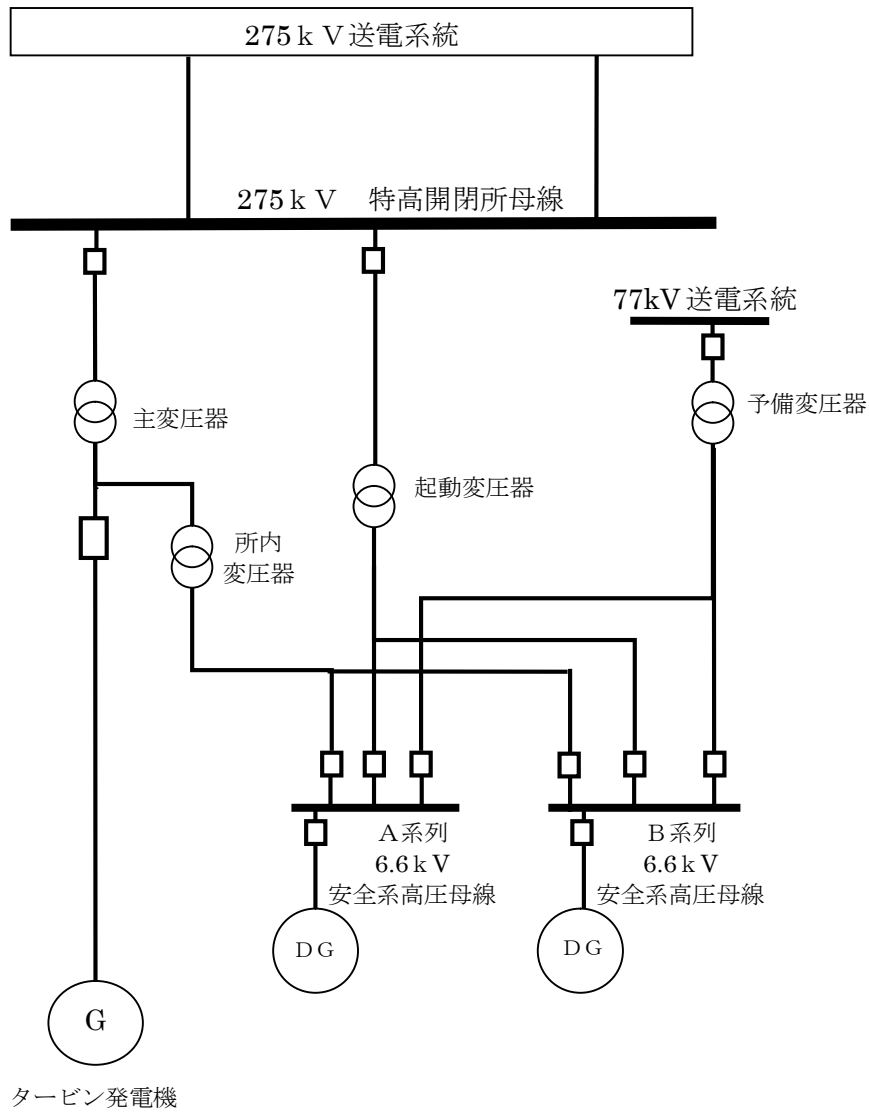 275ｋＶ送電系統
275ｋＶ　特高開閉所母線
77kV送電系統
主変圧器
予備変圧器
起動変圧器
所内
変圧器
Ａ系列
6.6ｋＶ
安全系高圧母線
Ｂ系列
6.6ｋＶ
安全系高圧母線
ＤＧ
ＤＧ
G
タービン発電機